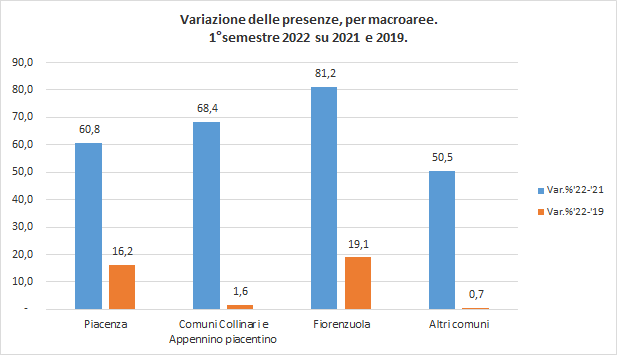 Variazione delle presenze, per macroaree.
1°semestre 2022 su 2021 e 2019.
90,0
80,0
70,0
60,0
50,0
40,0
30,0
20,0
10,0
-
60,8
16,2
68,4
1,6
81,2
19,1
50,5
0,7
Piacenza
Comuni Collinari e
Appennino piacentino
Fiorenzuola
Altri comuni
Var.%'22-'21
Var.%'22-'19